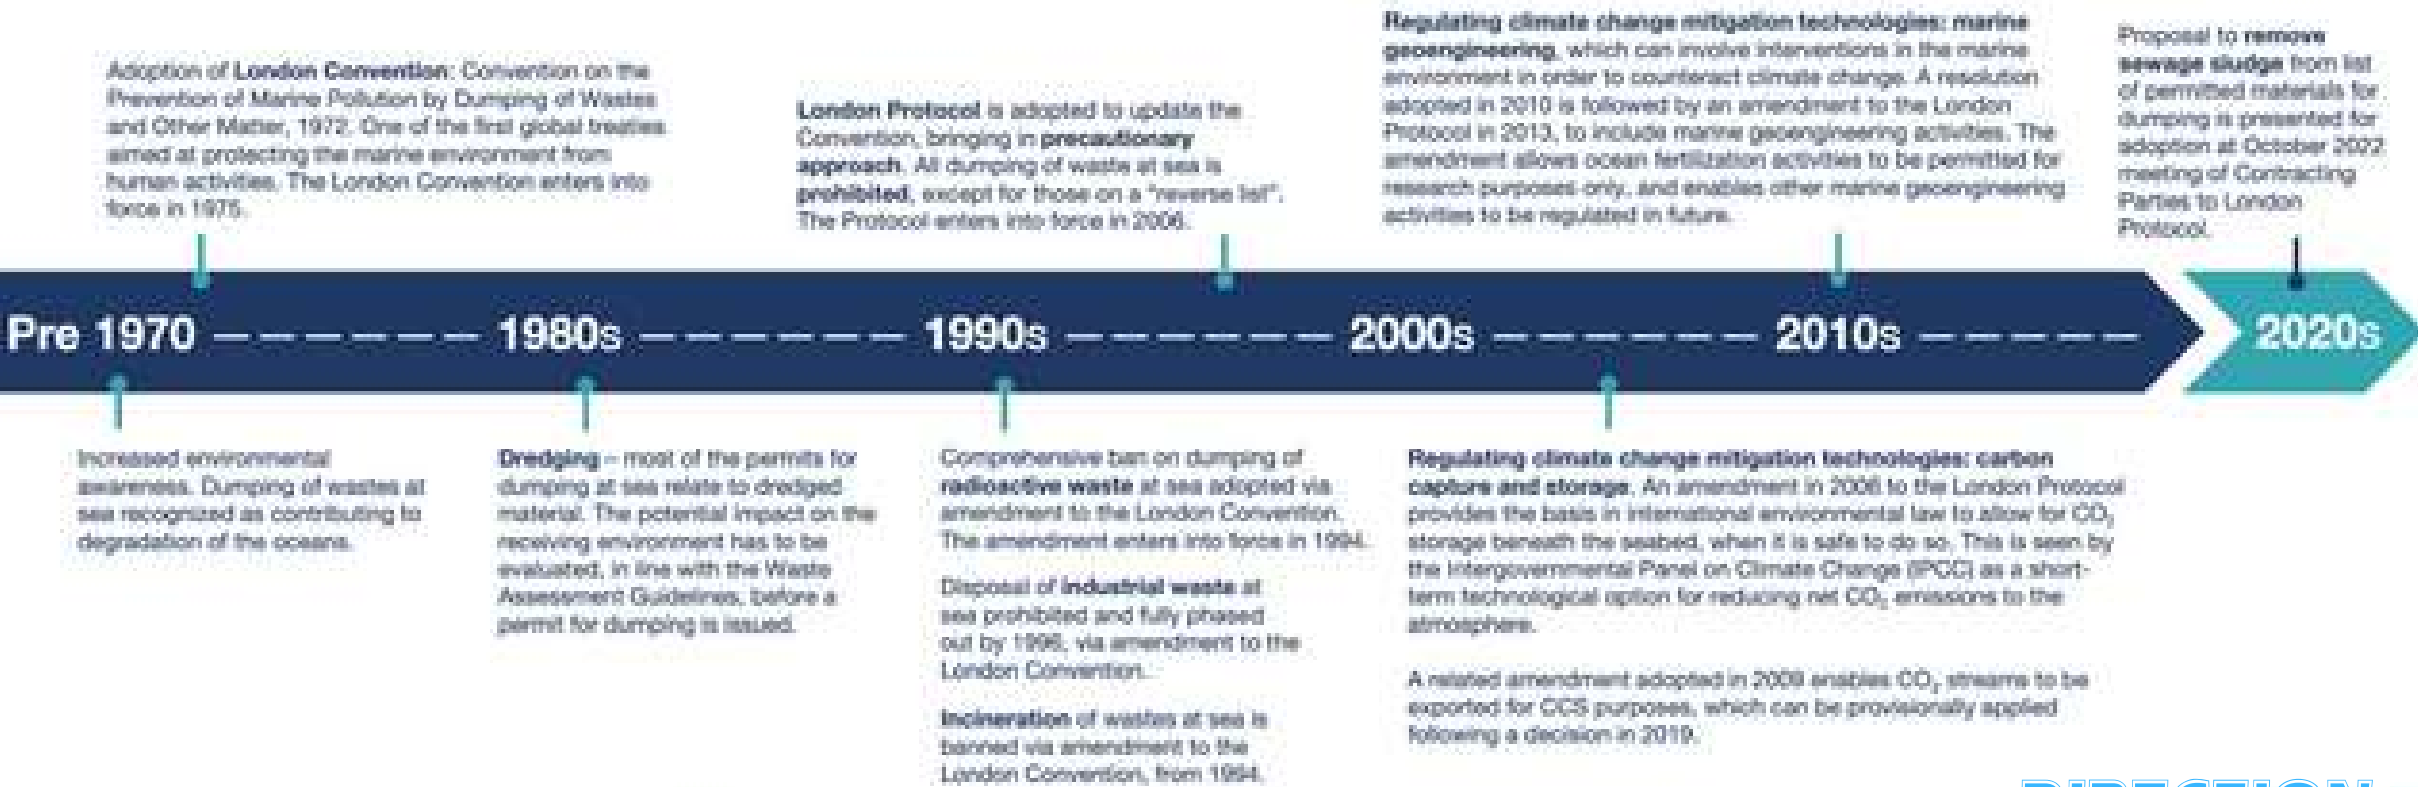 Adoption of London Convention: Convention on the
Prevention of Marine Pollution by Dumping of Wastes
and Other Matter, 1972. One of the first global treaties
aimed at protecting the marine environment from
human activities. The London Convention enters into
force in 1975.
London Protocol is adopted to update the
Convention, bringing in precautionary
approach. All dumping of waste at sea is
prohibited, except for those on a "reverse list".
The Protocol enters into force in 2006.
Regulating climate change mitigation technologies: marine
geoengineering, which can involve interventions in the marine
environment in order to counteract climate change. A resolution
adopted in 2010 is followed by an amendment to the London
Protocol in 2013, to include marine geoengineering activities. The
amendment allows ocean fertilization activities to be permitted for
research purposes only, and enables other marine geoengineering
activities to be regulated in future.
Proposal to remove
sewage sludge from list
of permitted materials for
dumping is presented for
adoption at October 2022
meeting of Contracting
Parties to London
Protocol.
Pre 1970
1980s
1990s
2000s
2010s
2020s
Increased environmental
awareness. Dumping of wastes at
sea recognized as contributing to
degradation of the oceans.
Dredging – most of the permits for
dumping at sea relate to dredged
material. The potential impact on the
receiving environment has to be
evaluated, in line with the Waste
Assessment Guidelines, before a
permit for dumping is issued.
Comprehensive ban on dumping of
radioactive waste at sea adopted via
amendment to the London Convention.
The amendment enters into force in 1994.
Disposal of industrial waste at
sea prohibited and fully phased
out by 1996, via amendment to the
London Convention.
Incineration of wastes at sea is
banned via amendment to the
London Convention, from 1994.
Regulating climate change mitigation technologies: carbon
capture and storage. An amendment in 2006 to the London Protocol
provides the basis in international environmental law to allow for CO₂
storage beneath the seabed, when it is safe to do so. This is seen by
the Intergovernmental Panel on Climate Change (IPCC) as a short-
term technological option for reducing net CO₂ emissions to the
atmosphere.
A related amendment adopted in 2009 enables CO₂ streams to be
exported for CCS purposes, which can be provisionally applied
following a decision in 2019.